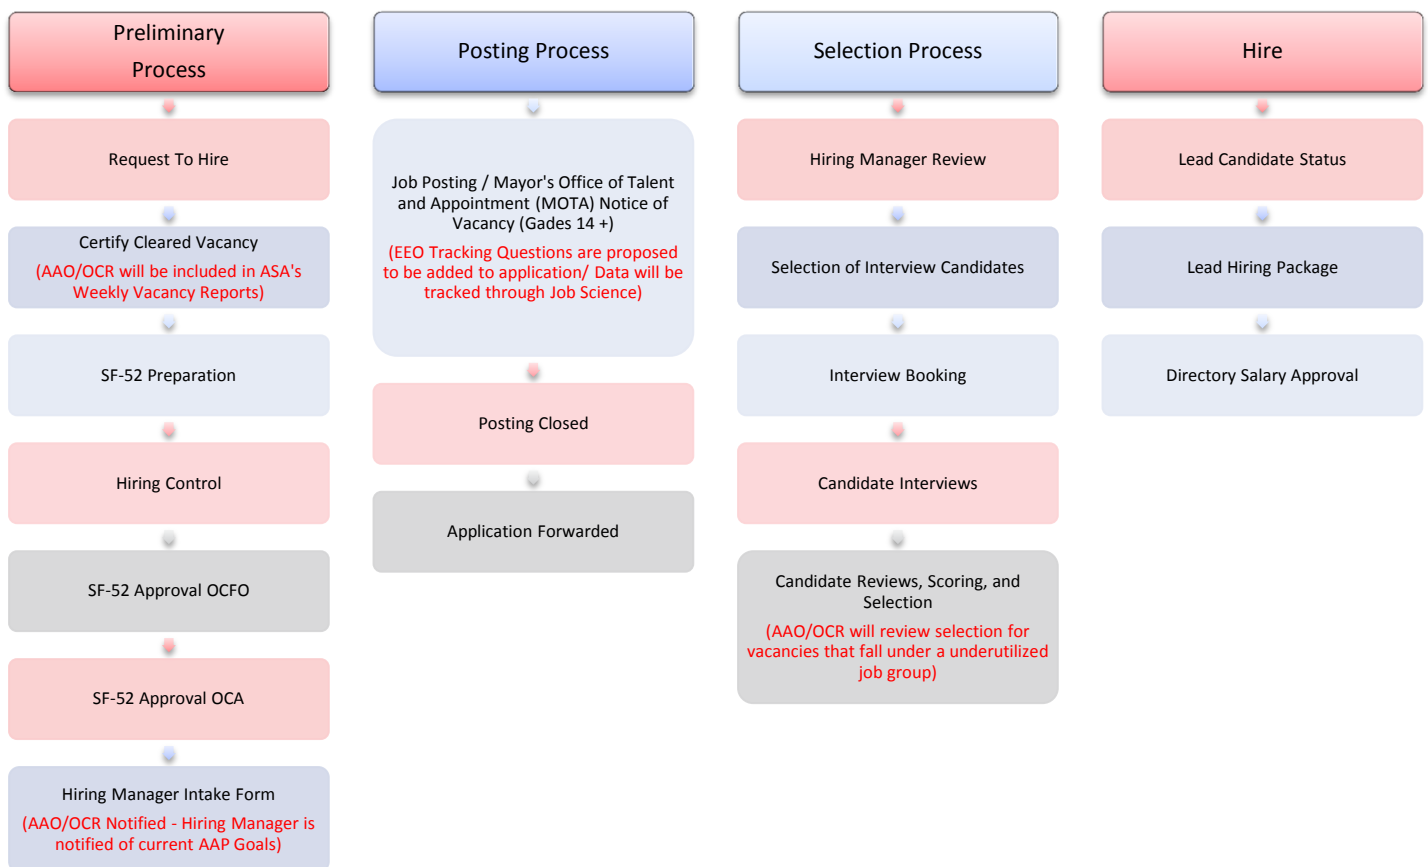 Preliminary
Process
Request To Hire
Certify Cleared Vacancy
(AAO/OCR will be included in ASA's
Weekly Vacancy Reports)
SF-52 Preparation
Hiring Control
SF-52 Approval OCFO
SF-52 Approval OCA
Hiring Manager Intake Form
(AAO/OCR Notified - Hiring Manager is
notified of current AAP Goals)
Posting Process
Job Posting / Mayor's Office of Talent
and Appointment (MOTA) Notice of
Vacancy (Gades 14 +)
(EEO Tracking Questions are proposed
to be added to application/ Data will be
tracked through Job Science)
Posting Closed
Application Forwarded
Selection Process
Hiring Manager Review
Selection of Interview Candidates
Interview Booking
Candidate Interviews
Candidate Reviews, Scoring, and
Selection
(AAO/OCR will review selection for
vacancies that fall under a underutilized
job group)
Hire
Lead Candidate Status
Lead Hiring Package
Directory Salary Approval